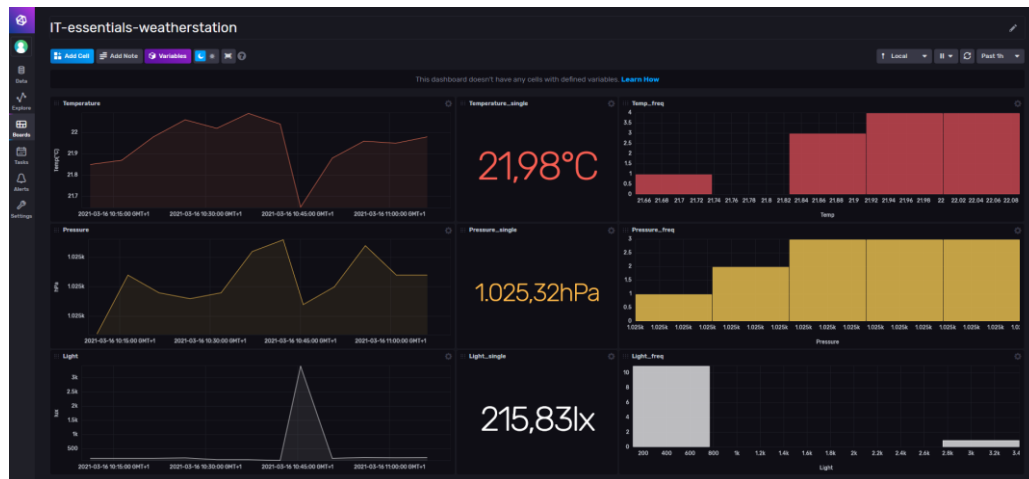 IT-essentials-weatherstation
Add Cell Add Note Variables Local Past 1h
This dashboard doesn't have any cells with defined variables. Learn How
Data
Explore
Boards
Tasks
Alerts
Settings
Temperature
Temp(°C)
22
21.9
21.8
21.7
2021-03-16 10:15:00 GMT+1 2021-03-16 10:30:00 GMT+1 2021-03-16 10:45:00 GMT+1 2021-03-16 11:00:00 GMT+1
Temperature_single
21,98°C
Temp_freq
4
3.5
3
2.5
2
1.5
1
0.5
0
21.66 21.68 21.7 21.72 21.74 21.76 21.78 21.8 21.82 21.84 21.86 21.88 21.9 21.92 21.94 21.96 21.98 22 22.02 22.04 22.06 22.08
Temp
Pressure
hPa
1.025k
1.025k
1.025k
2021-03-16 10:15:00 GMT+1 2021-03-16 10:30:00 GMT+1 2021-03-16 10:45:00 GMT+1 2021-03-16 11:00:00 GMT+1
Pressure_single
1.025,32hPa
Pressure_freq
3
2.5
2
1.5
1
0.5
0
1.025k 1.025k 1.025k 1.025k 1.025k 1.025k 1.025k 1.025k 1.025k 1.025k 1.025k 1.025k 1.025k 1.025k 1.025k 1.02
Pressure
Light
lux
3k
2.5k
2k
1.5k
1k
500
2021-03-16 10:15:00 GMT+1 2021-03-16 10:30:00 GMT+1 2021-03-16 10:45:00 GMT+1 2021-03-16 11:00:00 GMT+1
Light_single
215,83lx
Light_freq
10
8
6
4
2
0
200 400 600 800 1k 1.2k 1.4k 1.6k 1.8k 2k 2.2k 2.4k 2.6k 2.8k 3k 3.2k 3.4
Light